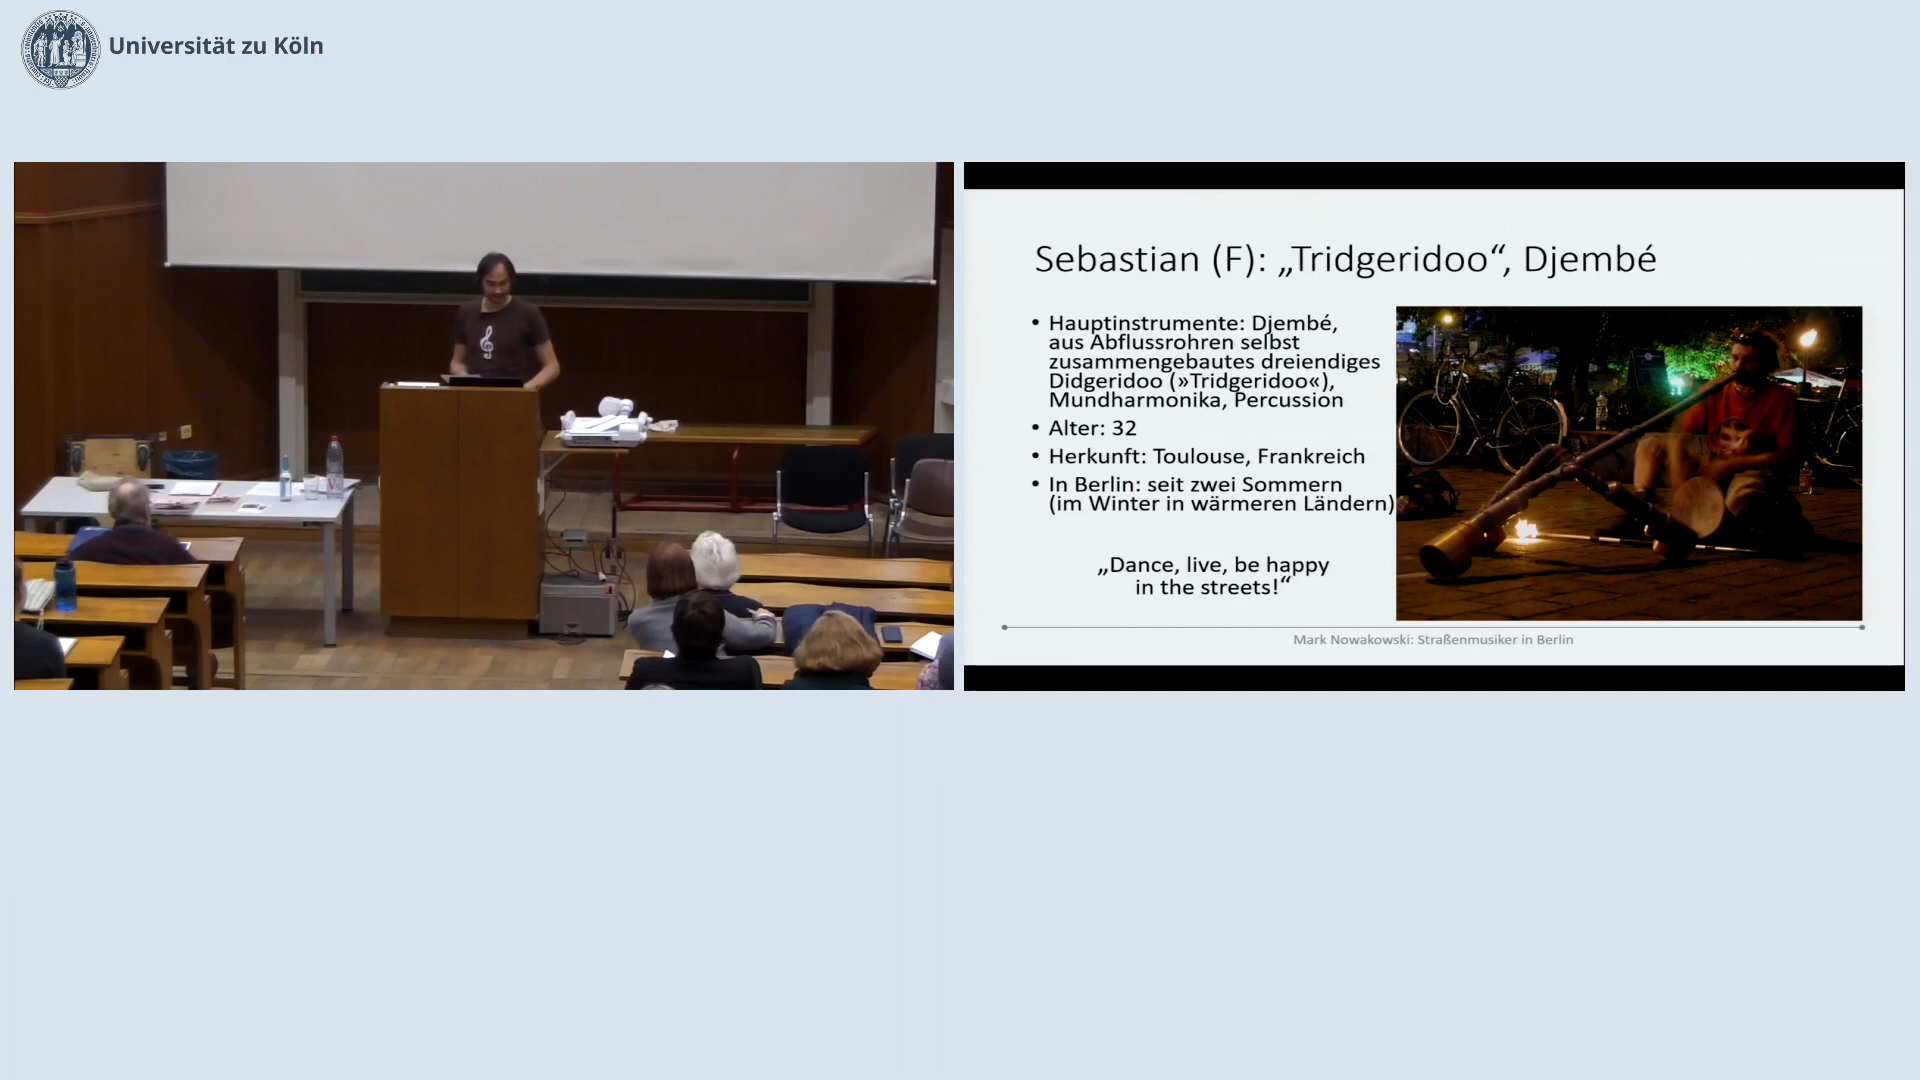 Universität zu Köln
Sebastian (F): „Tridgeridoo“, Djembé
• Hauptinstrumente: Djembé,
aus Abflussrohren selbst
zusammengebautes dreiendiges
Didgeridoo (»Tridgeridoo«),
Mundharmonika, Percussion
• Alter: 32
• Herkunft: Toulouse, Frankreich
• In Berlin: seit zwei Sommern
(im Winter in wärmeren Ländern)
„Dance, live, be happy
in the streets!“
Mark Nowakowski: Straßenmusiker in Berlin